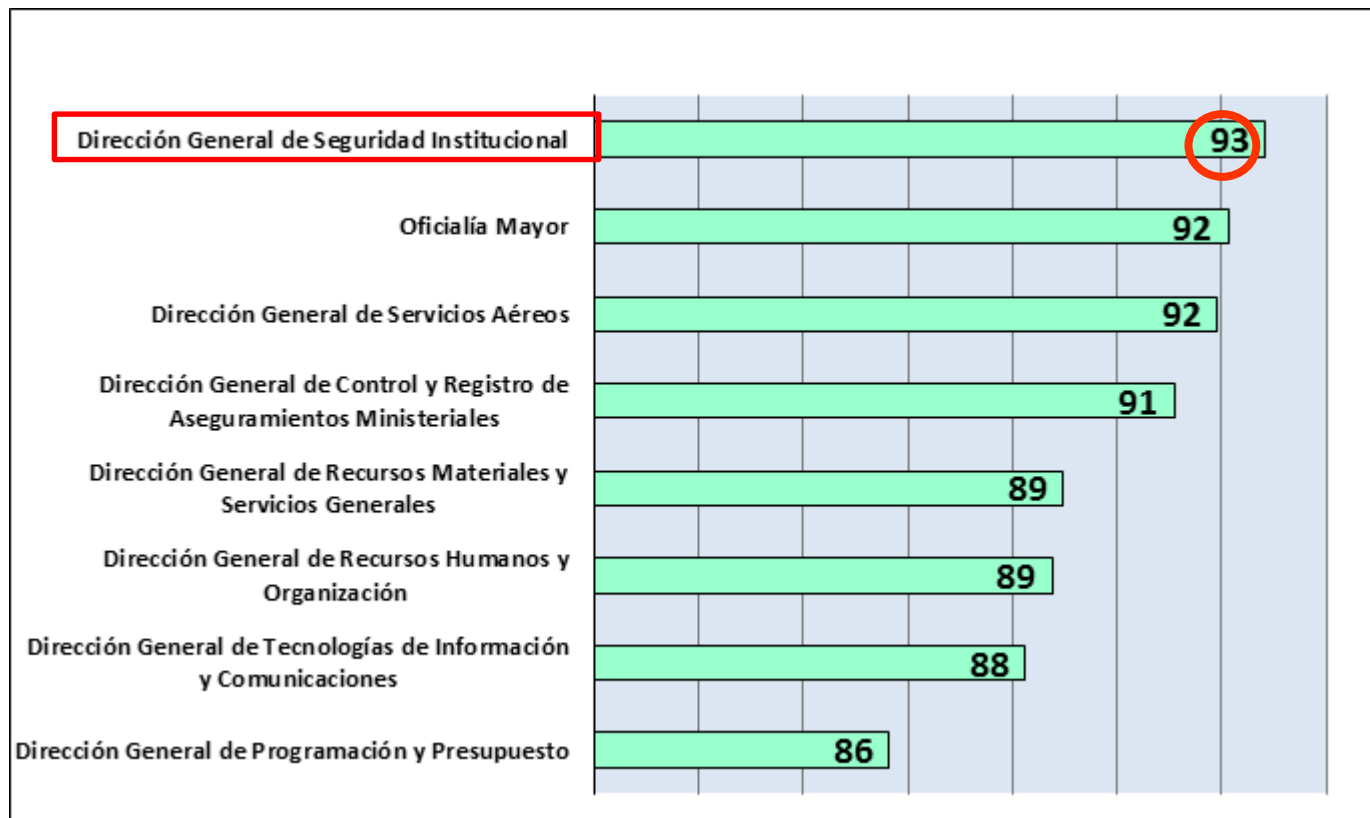 Dirección General de Seguridad Institucional
93
Oficialía Mayor
92
Dirección General de Servicios Aéreos
92
Dirección General de Control y Registro de
Aseguramientos Ministeriales
91
Dirección General de Recursos Materiales y
Servicios Generales
89
Dirección General de Recursos Humanos y
Organización
89
Dirección General de Tecnologías de Información
y Comunicaciones
88
Dirección General de Programación y Presupuesto
86